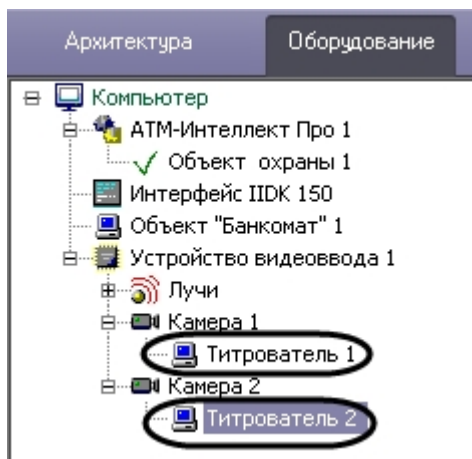 Архитектура Оборудование
Компьютер
АТМ-Интеллект Про 1
Объект охраны 1
Интерфейс IIDK 150
Объект "Банкомат" 1
Устройство видеоввода 1
Лучи
Камера 1
Титрователь 1
Камера 2
Титрователь 2